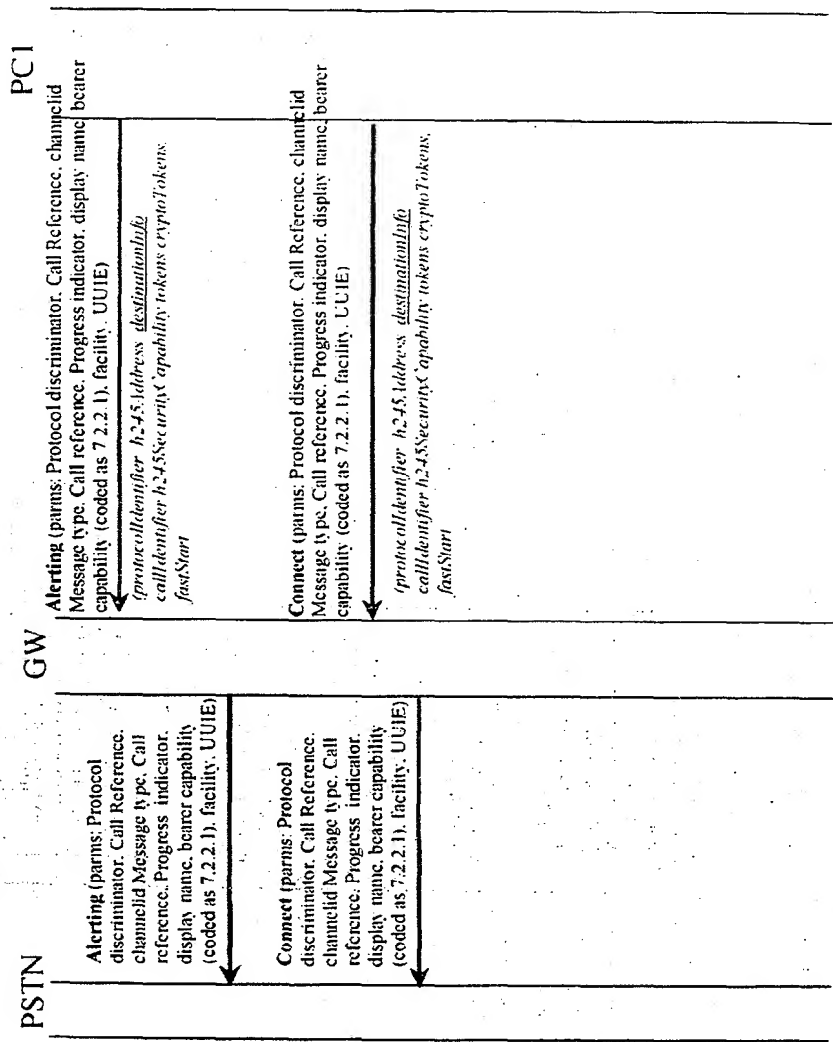 PSTN
GW
PC1
Alerting (parms: Protocol discriminator. Call Reference. channelid
Message type. Call reference. Progress indicator. display name. bearer
capability (coded as 7.2.2.1). facility. UUIE)
(protocolIdentifier h245Address destinationInfo
callIdentifier h245SecurityCapability tokens cryptoTokens.
fastStart
Alerting (parms: Protocol
discriminator. Call Reference.
channelid Message type. Call
reference. Progress indicator.
display name. bearer capability
(coded as 7.2.2.1). facility. UUIE)
Connect (parms: Protocol discriminator. Call Reference. channelid
Message type. Call reference. Progress indicator. display name. bearer
capability (coded as 7.2.2.1). facility. UUIE)
(protocolIdentifier h245Address destinationInfo
callIdentifier h245SecurityCapability tokens cryptoTokens.
fastStart
Connect (parms: Protocol
discriminator. Call Reference.
channelid Message type. Call
reference. Progress indicator.
display name. bearer capability
(coded as 7.2.2.1). facility. UUIE)